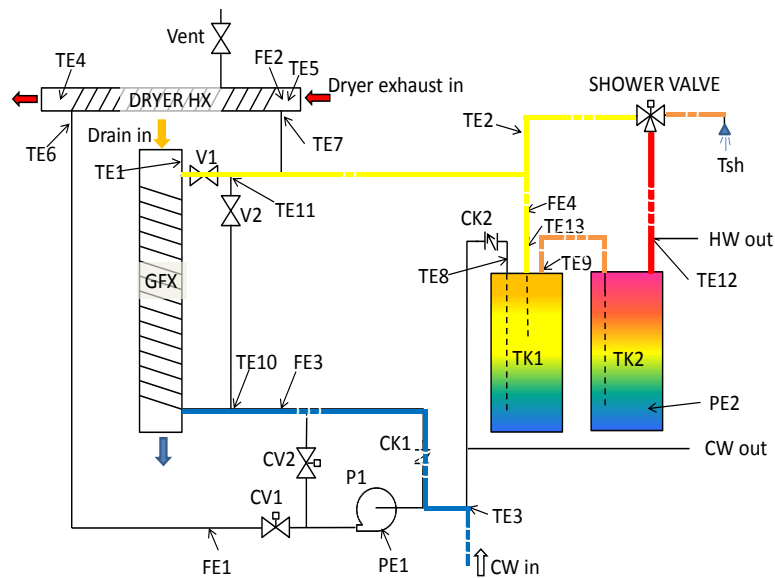 Vent
TE4
FE2
TE5
DRYER HX
Dryer exhaust in
SHOWER VALVE
TE6
Drain in
TE7
TE2
Tsh
TE1
V1
TE11
V2
FE4
CK2
TE13
HW out
TE8
TE9
TE12
GFX
TE10
FE3
TK1
TK2
PE2
CK1
CW out
CV2
P1
CV1
TE3
FE1
PE1
CW in